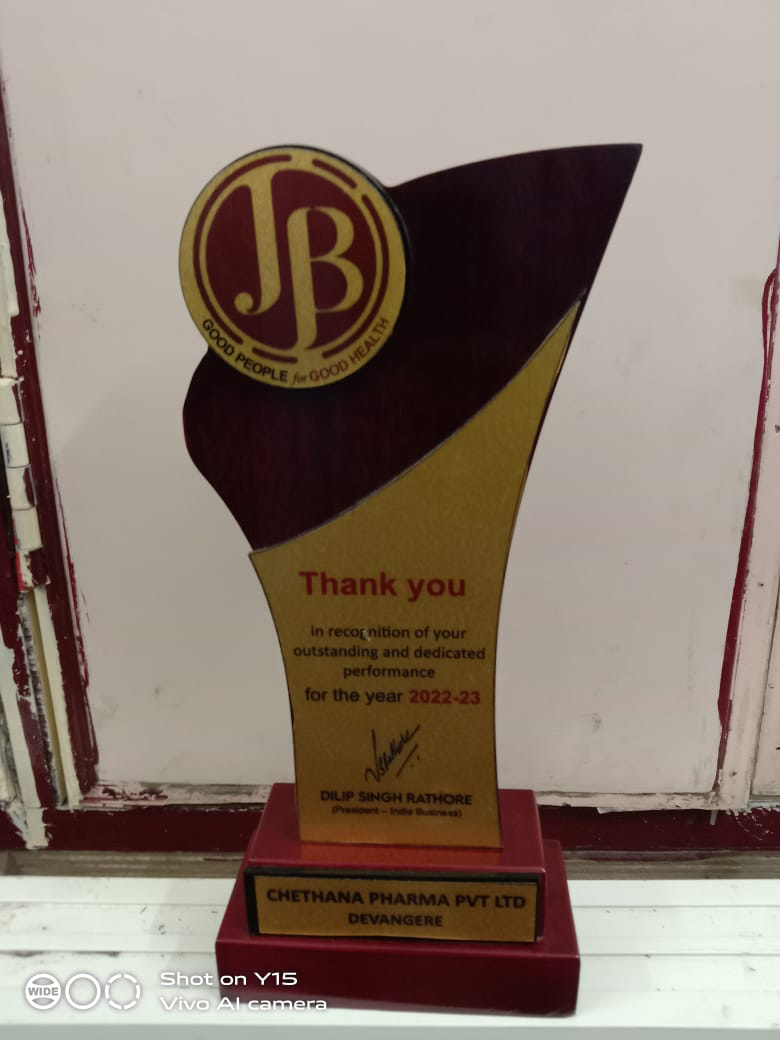 JB
GOOD PEOPLE for GOOD HEALTH
Thank you
in recognition of your
outstanding and dedicated
performance
for the year 2022-23
DILIP SINGH RATHORE
(President – India Business)
CHETHANA PHARMA PVT LTD
DEVANGERE
WIDE
Shot on Y15
Vivo AI camera